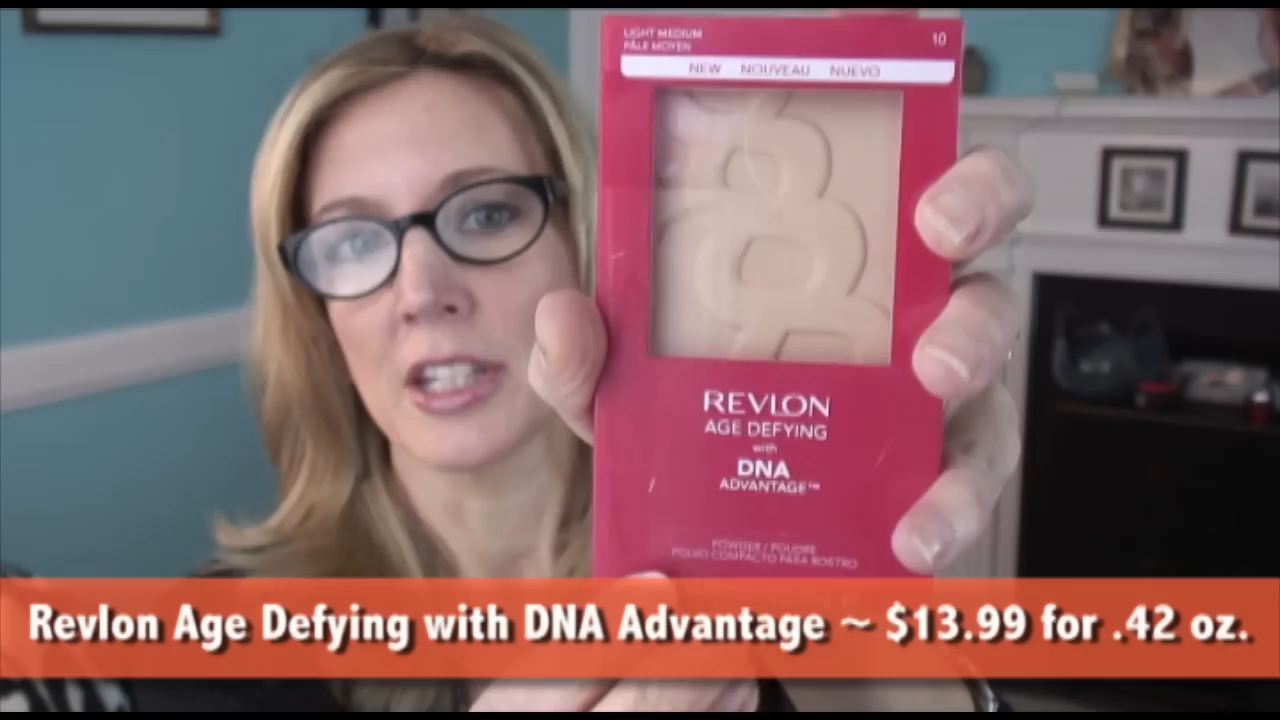 LIGHT MEDIUM
PÂLE MOYEN
10
NEW NOUVEAU NUEVO
REVLON
AGE DEFYING
with
DNA
ADVANTAGE™
POWDER / POUDRE
POLVO COMPACTO PARA ROSTRO
Revlon Age Defying with DNA Advantage ~ $13.99 for .42 oz.